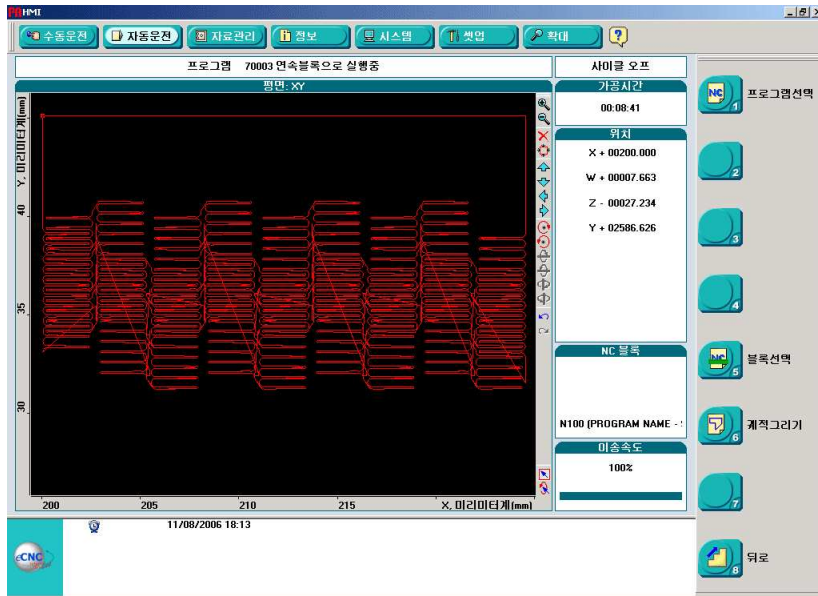 PAHMI
수동운전 자동운전 자료관리 정보 시스템 셋업 확대
프로그램 70003 연속블록으로 실행중
사이클 오프
평면: XY
가공시간
00:08:41
위치
X + 00200.000
W + 00007.663
Z - 00027.234
Y + 02586.626
NC 블록
N100 (PROGRAM NAME -
이송속도
100%
Y, 미리미터계(mm)
40
35
30
200 205 210 215 X, 미리미터계(mm)
11/08/2006 18:13
eCNC
NC 1 프로그램선택
2
3
4
NC 5 블록선택
6 궤적그리기
7
8 뒤로